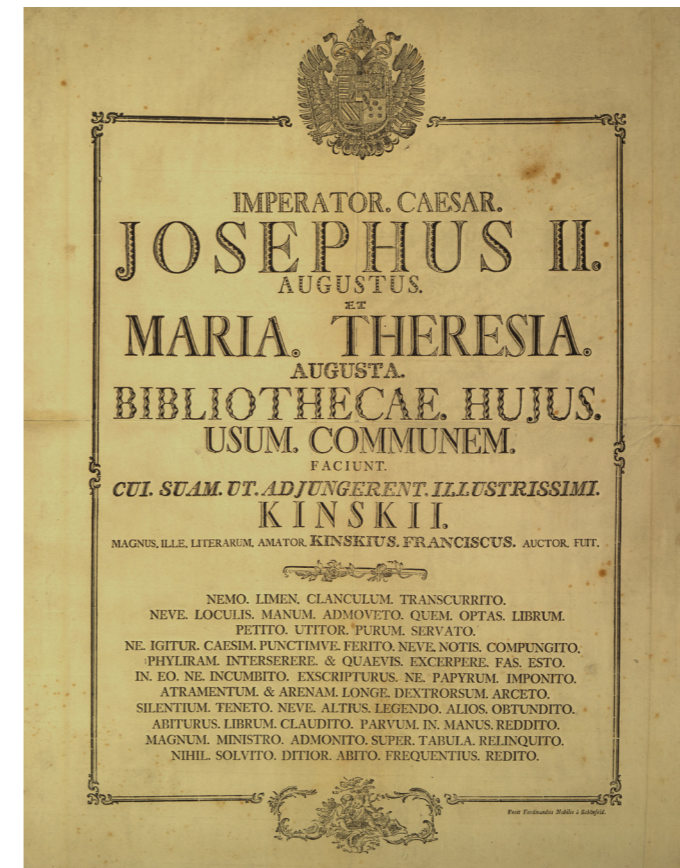 IMPERATOR. CAESAR.
JOSEPHUS II.
AUGUSTUS.
ET
MARIA. THERESIA.
AUGUSTA.
BIBLIOTHECAE. HUJUS.
USUM. COMMUNEM.
FACIUNT.
CUI. SUAM. UT. ADJUNGERENT. ILLUSTRISSIMI.
KINSKII.
MAGNUS. ILLE. LITERARUM. AMATOR. KINSKIUS. FRANCISCUS. AUCTOR. FUIT.
NEMO. LIMEN. CLANCULUM. TRANSCURRITO.
NEVE. LOCULIS. MANUM. ADMOVETO. QUEM. OPTAS. LIBRUM.
PETITO. UTITOR. PURUM. SERVATO.
NE. IGITUR. CAESIM. PUNCTIMVE. FERITO. NEVE. NOTIS. COMPUNGITO.
PHYLIRAM. INTERSERERE. & QUAEVIS. EXCERPERE. FAS. ESTO.
IN. EO. NE. INCUMBITO. EXSCRIPTURUS. NE. PAPYRUM. IMPONITO.
ATRAMENTUM. & ARENAM. LONGE. DEXTRORSUM. ARCETO.
SILENTIUM. TENETO. NEVE. ALTIUS. LEGENDO. ALIOS. OBTUNDITO.
ABITURUS. LIBRUM. CLAUDITO. PARVUM. IN. MANUS. REDDITO.
MAGNUM. MINISTRO. ADMONITO. SUPER. TABULA. RELINQUITO.
NIHIL. SOLVITO. DITIOR. ABITO. FREQUENTIUS. REDITO.
Ferdinandus Nobilis à Schönfeld.